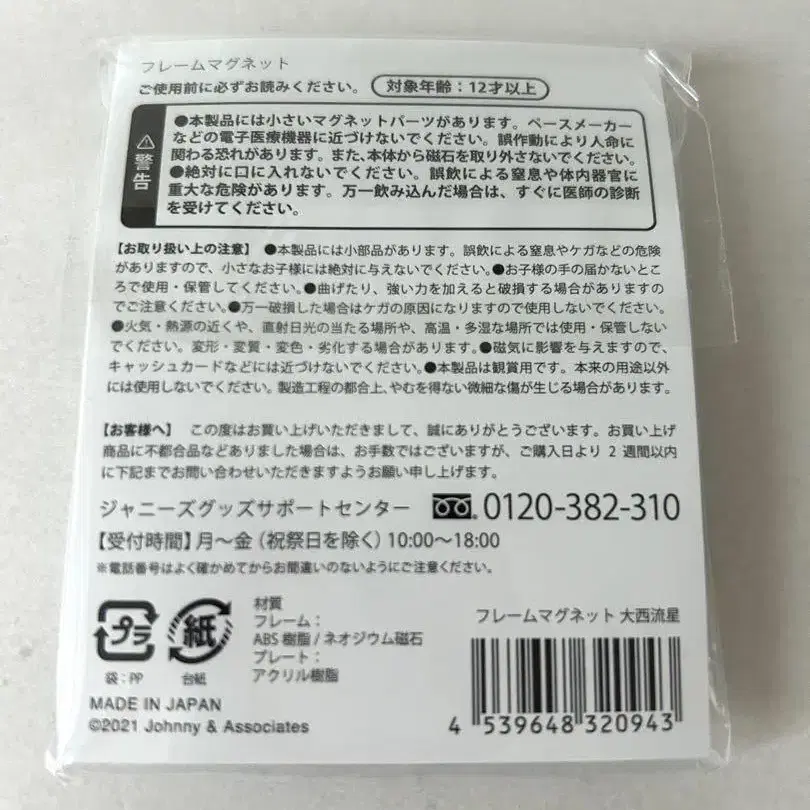 フレームマグネット
ご使用前に必ずお読みください。 対象年齢：12才以上
⚠警告
●本製品には小さいマグネットパーツがあります。ペースメーカー
などの電子医療機器に近づけないでください。誤作動により人命に
関わる恐れがあります。また、本体から磁石を取り外さないでください。
●絶対に口に入れないでください。誤飲による窒息や体内器官に
重大な危険があります。万一飲み込んだ場合は、すぐに医師の診断
を受けてください。
【お取り扱い上の注意】 ●本製品には小部品があります。誤飲による窒息やケガなどの危険
がありますので、小さなお子様には絶対に与えないでください。●お子様の手の届かないとこ
ろで使用・保管してください。●曲げたり、強い力を加えると破損する場合がありますの
でご注意ください。●万一破損した場合はケガの原因になりますので使用しないでください。
●火気・熱源の近くや、直射日光の当たる場所や、高温・多湿な場所では使用・保管しない
でください。変形・変質・変色・劣化する場合があります。●磁気に影響を与えますので、
キャッシュカードなどには近づけないでください。●本製品は観賞用です。本来の用途以外
には使用しないでください。製造工程の都合上、やむを得ない微細な傷が生じる場合があります。
【お客様へ】 この度はお買い上げいただきまして、誠にありがとうございます。お買い上げ
商品に不都合品などありました場合は、お手数ではございますが、ご購入日より2週間以内
に下記までお問い合わせいただきますようお願い申し上げます。
ジャニーズグッズサポートセンター 0120-382-310
【受付時間】月〜金（祝祭日を除く）10:00〜18:00
※電話番号はよく確かめてからお間違いのないようにご注意ください。
プラ
袋：PP
紙
台紙
材質
フレーム：
ABS樹脂/ネオジウム磁石
プレート：
アクリル樹脂
MADE IN JAPAN
©2021 Johnny & Associates
フレームマグネット 大西流星
4 539648 320943